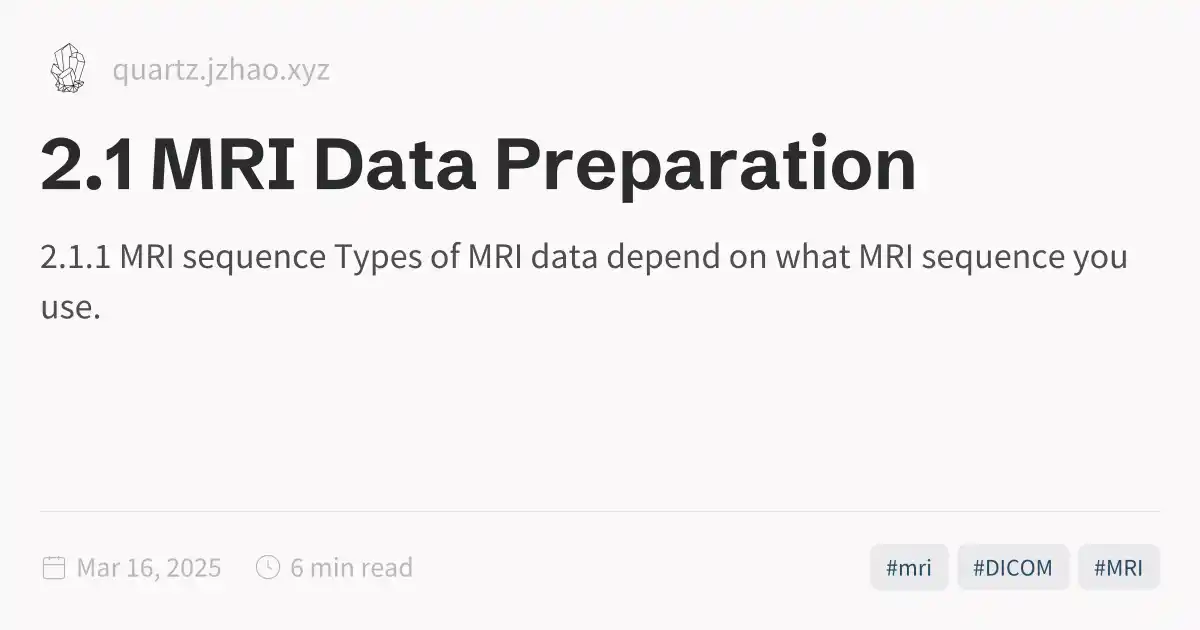 quartz.jzhao.xyz
2.1 MRI Data Preparation
2.1.1 MRI sequence Types of MRI data depend on what MRI sequence you
use.
Mar 16, 2025 6 min read #mri #DICOM #MRI